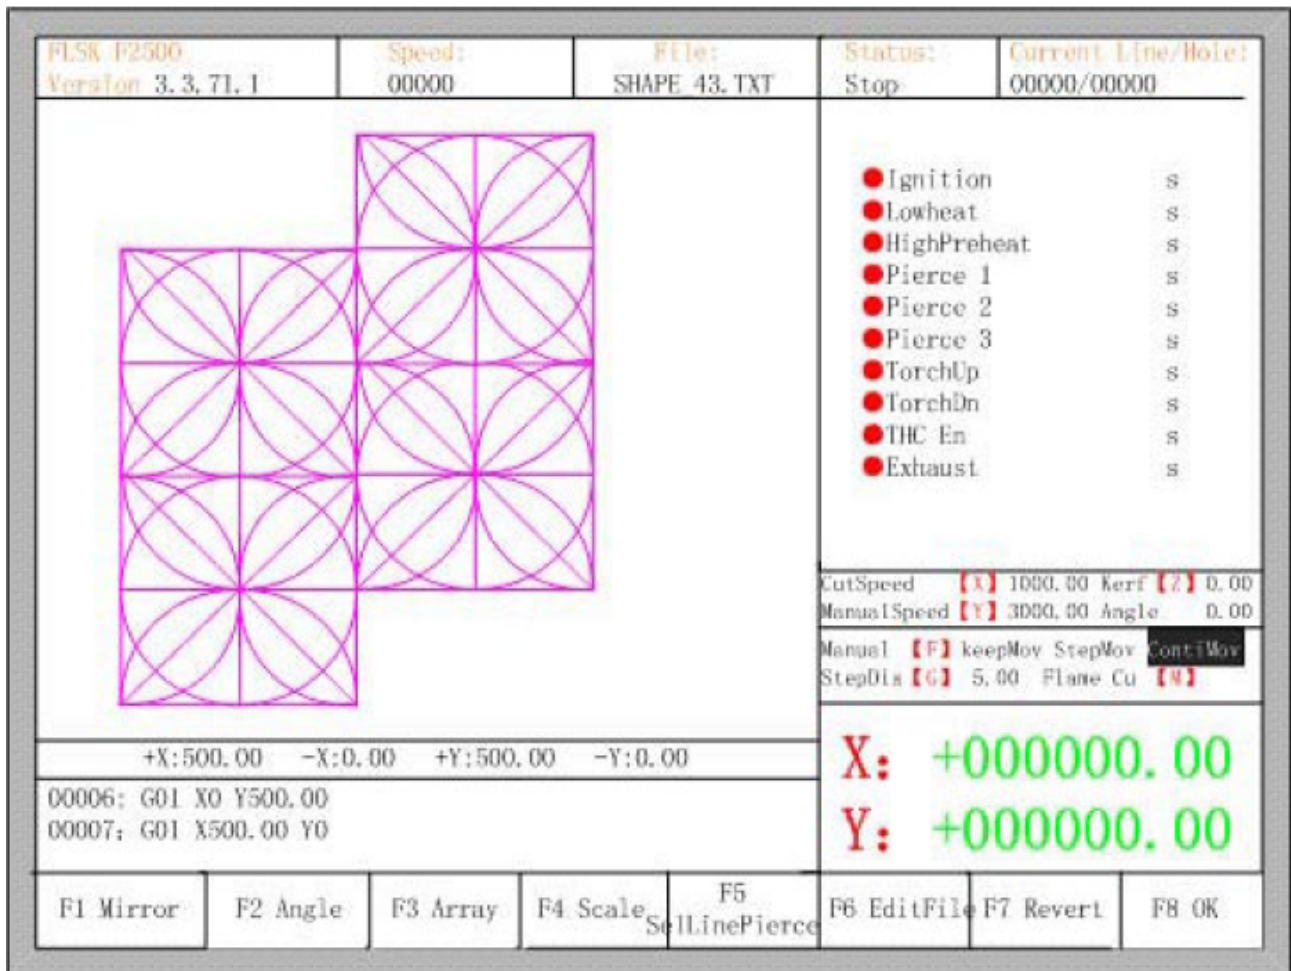 FLSK F2500
Version 3.3,71.1
Speed:
00000
File:
SHAPE 43.TXT
Status:
Stop
Current Line/Hole:
00000/00000
Ignition s
Lowheat s
HighPreheat s
Pierce 1 s
Pierce 2 s
Pierce 3 s
TorchUp s
TorchDn s
THC En s
Exhaust s
CutSpeed 【X】 1000.00 Kerf【Z】 0.00
ManualSpeed【Y】 3000.00 Angle 0.00
Manual 【F】 keepMov StepMov ContiMov
StepDis【G】 5.00 Flame Cu 【M】
+X:500.00 -X:0.00 +Y:500.00 -Y:0.00
00006: G01 X0 Y500.00
00007: G01 X500.00 Y0
X: +000000.00
Y: +000000.00
F1 Mirror
F2 Angle
F3 Array
F4 Scale
F5
SelLinePierce
F6 EditFile
F7 Revert
F8 OK